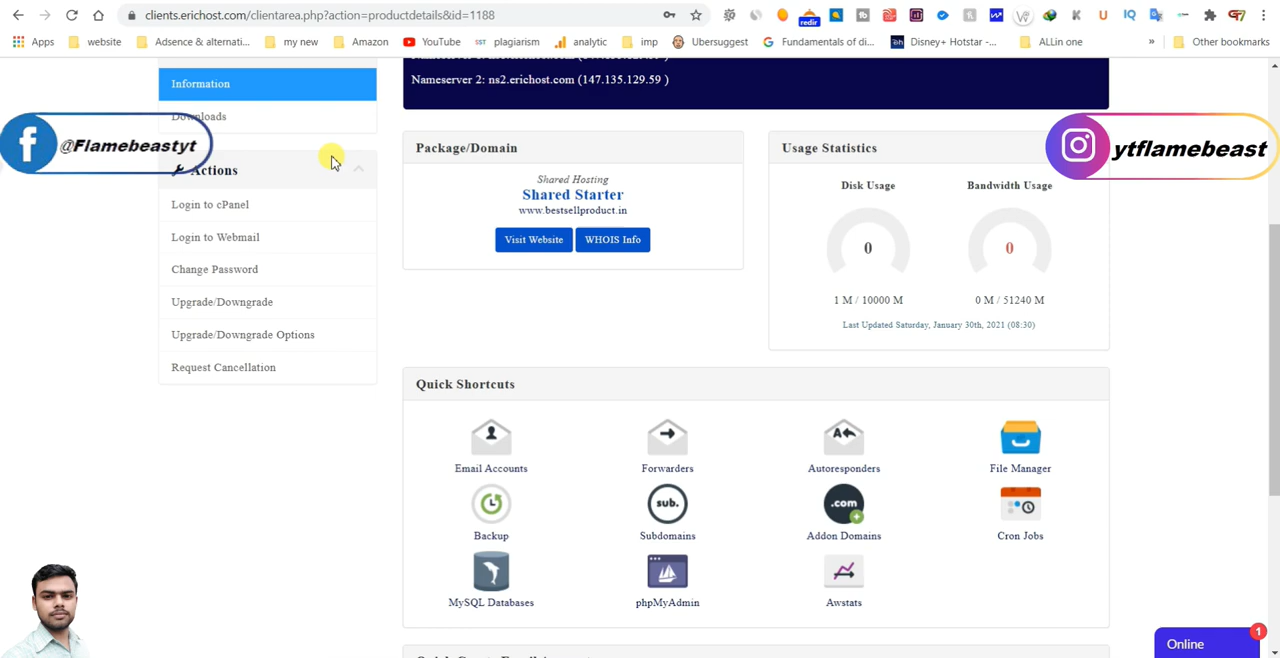 clients.erichost.com/clientarea.php?action=productdetails&id=1188
Apps website Adsence & alternati... my new Amazon YouTube SST plagiarism analytic imp Ubersuggest Fundamentals of di... Disney+ Hotstar -... ALLin one » Other bookmarks
redir
IQ
Nameservers 2: ns2.erichost.com (147.135.129.59 )
Information
Downloads
@Flamebeastyt
Actions
Login to cPanel
Login to Webmail
Change Password
Upgrade/Downgrade
Upgrade/Downgrade Options
Request Cancellation
Package/Domain
Shared Hosting
Shared Starter
www.bestsellproduct.in
Visit Website WHOIS Info
Usage Statistics
Disk Usage Bandwidth Usage
0 0
1 M / 10000 M 0 M / 51240 M
Last Updated Saturday, January 30th, 2021 (08:30)
ytflamebeast
Quick Shortcuts
Email Accounts Forwarders Autoresponders File Manager
sub. .com
Backup Subdomains Addon Domains Cron Jobs
MySQL Databases phpMyAdmin Awstats
Online 1